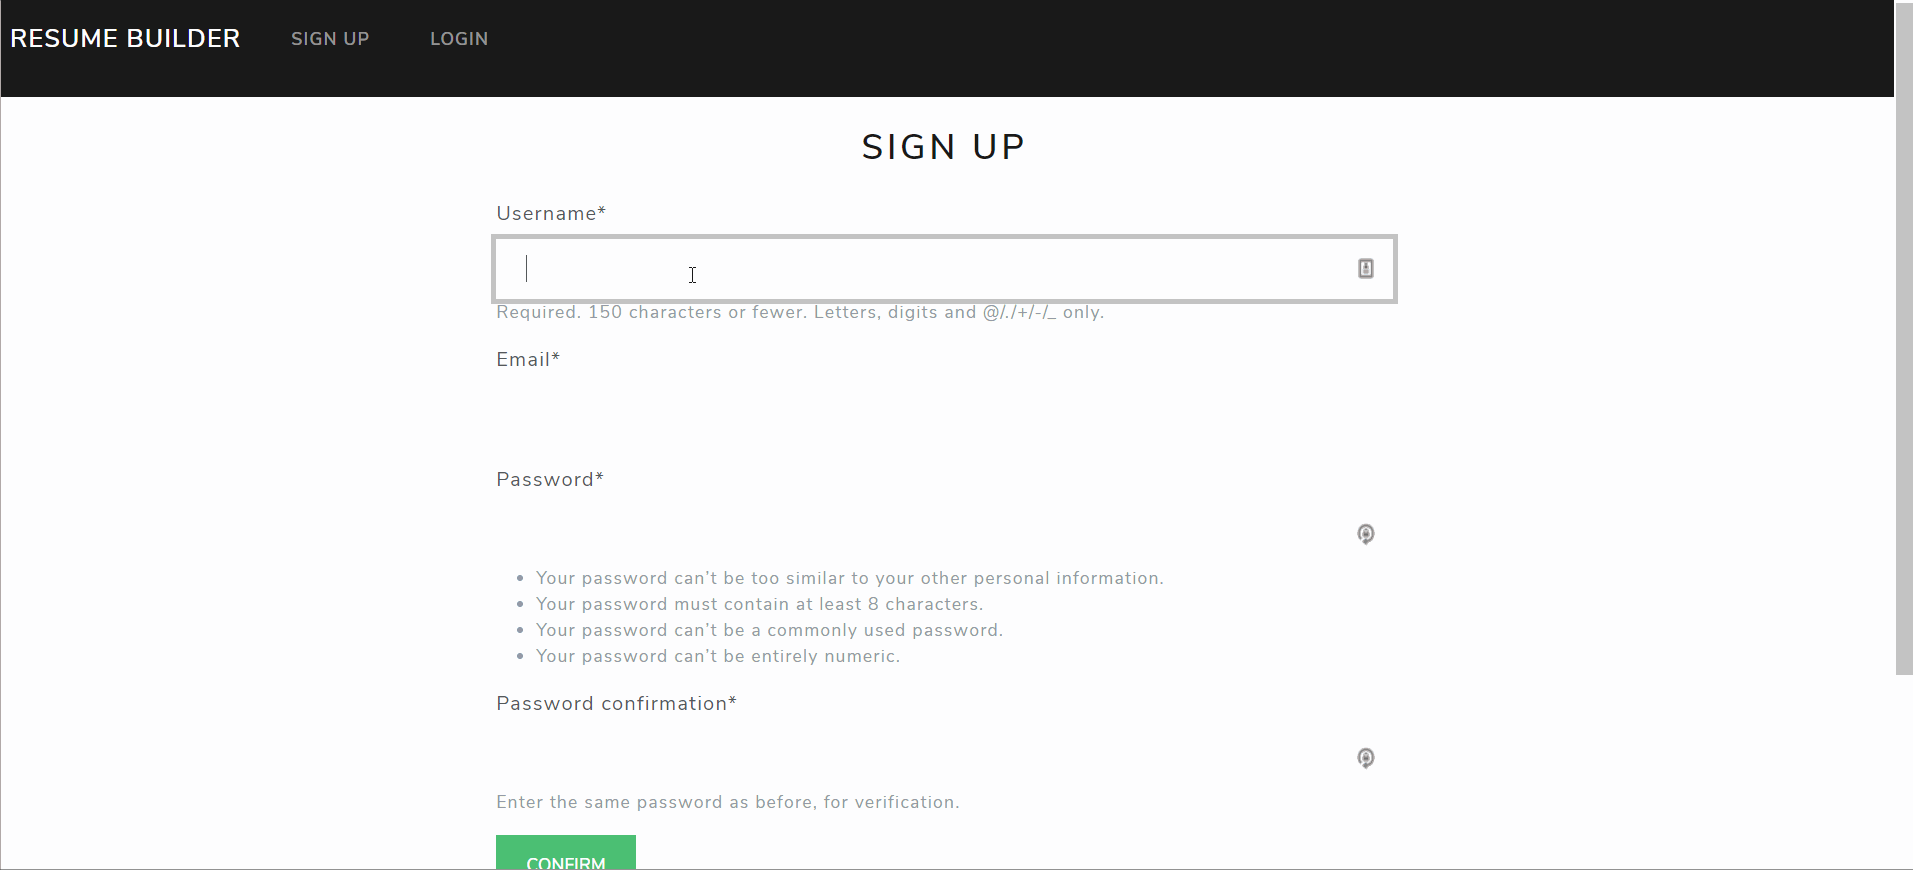 RESUME BUILDER SIGN UP LOGIN
SIGN UP
Username*
Required. 150 characters or fewer. Letters, digits and @/./+/-/_ only.
Email*
Password*
Your password can't be too similar to your other personal information.
Your password must contain at least 8 characters.
Your password can't be a commonly used password.
Your password can't be entirely numeric.
Password confirmation*
Enter the same password as before, for verification.
CONFIRM